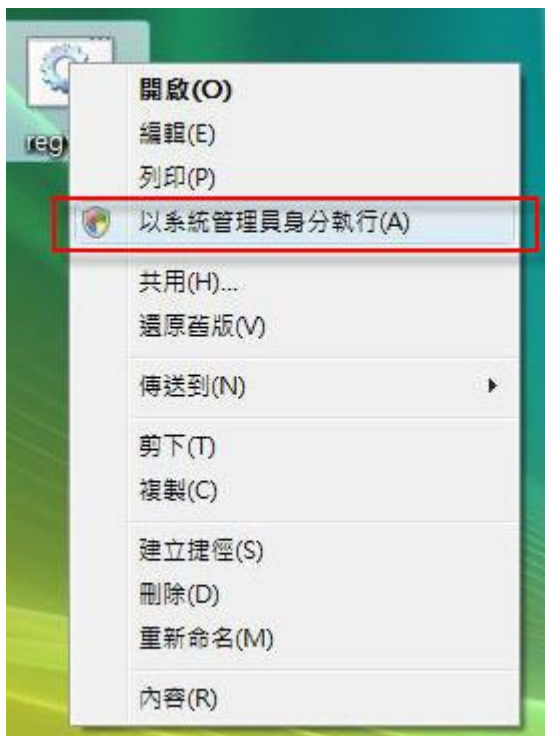 reg
開啟(O)
編輯(E)
列印(P)
以系統管理員身分執行(A)
共用(H)...
還原舊版(V)
傳送到(N)
剪下(T)
複製(C)
建立捷徑(S)
刪除(D)
重新命名(M)
內容(R)